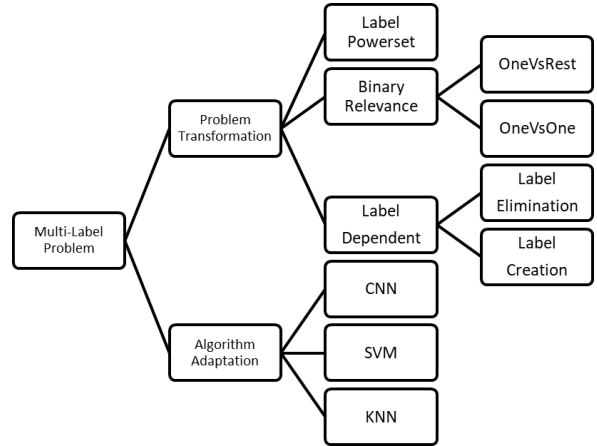 Label
Powerset
Binary
Relevance
OneVsRest
OneVsOne
Problem
Transformation
Label
Dependent
Label
Elimination
Label
Creation
Multi-Label
Problem
CNN
Algorithm
Adaptation
SVM
KNN